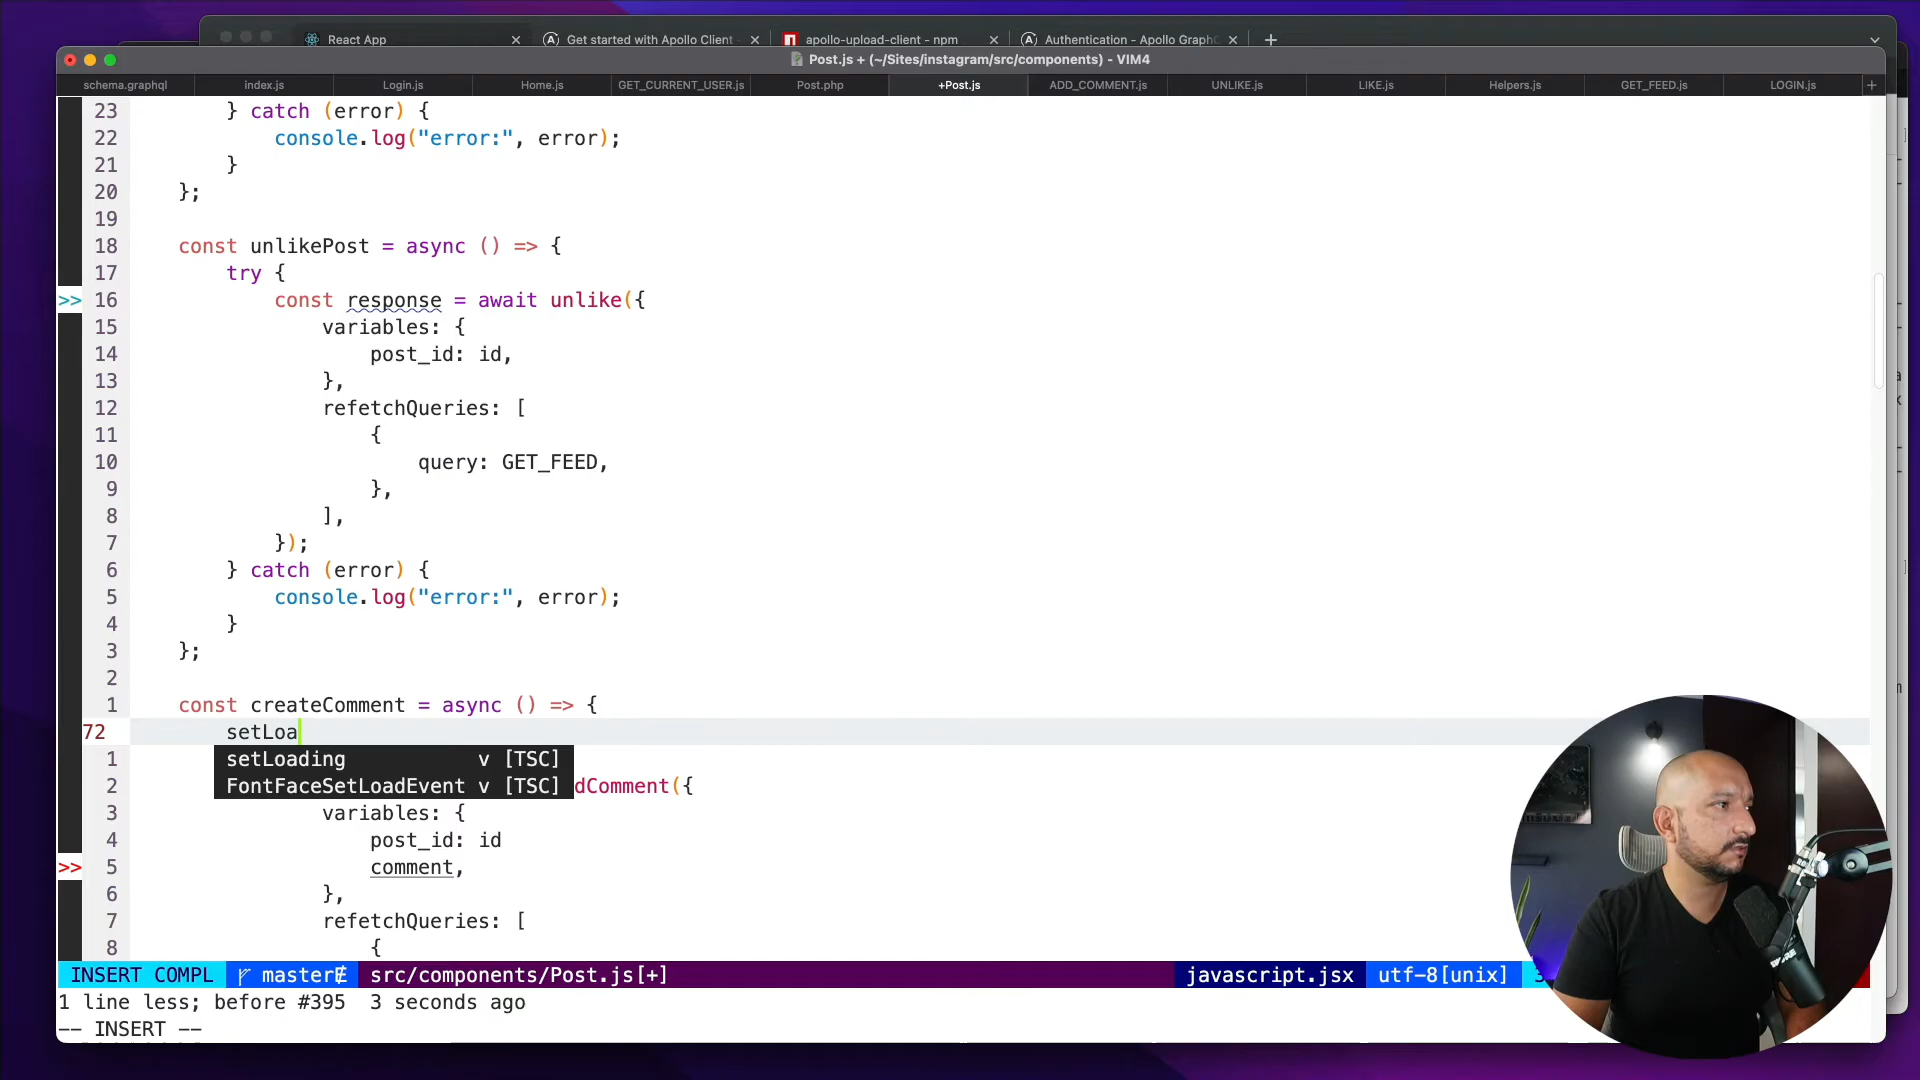 React App
Get started with Apollo Client
apollo-upload-client - npm
Authentication - Apollo GraphQ
Post.js + (~/Sites/instagram/src/components) - VIM4
schema.graphql
index.js
Login.js
Home.js
GET_CURRENT_USER.js
Post.php
+Post.js
ADD_COMMENT.js
UNLIKE.js
LIKE.js
Helpers.js
GET_FEED.js
LOGIN.js
23 } catch (error) {
22 console.log("error:", error);
21 }
20 };
19
18 const unlikePost = async () => {
17 try {
>> 16 const response = await unlike({
15 variables: {
14 post_id: id,
13 },
12 refetchQueries: [
11 {
10 query: GET_FEED,
9 },
8 ],
7 });
6 } catch (error) {
5 console.log("error:", error);
4 }
3 };
2
1 const createComment = async () => {
72 setLoa
1 setLoading v [TSC]
2 FontFaceSetLoadEvent v [TSC] dComment({
3 variables: {
4 post_id: id
>> 5 comment,
6 },
7 refetchQueries: [
8 {
INSERT COMPL master src/components/Post.js[+] javascript.jsx utf-8[unix]
1 line less; before #395 3 seconds ago
-- INSERT --